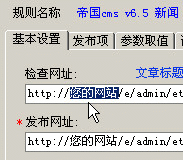 规则名称 帝国cms v6.5 新闻
基本设置 发布项 参数取值
检查网址: 文章标题
http://您的网站/e/admin/et
* 发布网址:
http://您的网站/e/admin/et